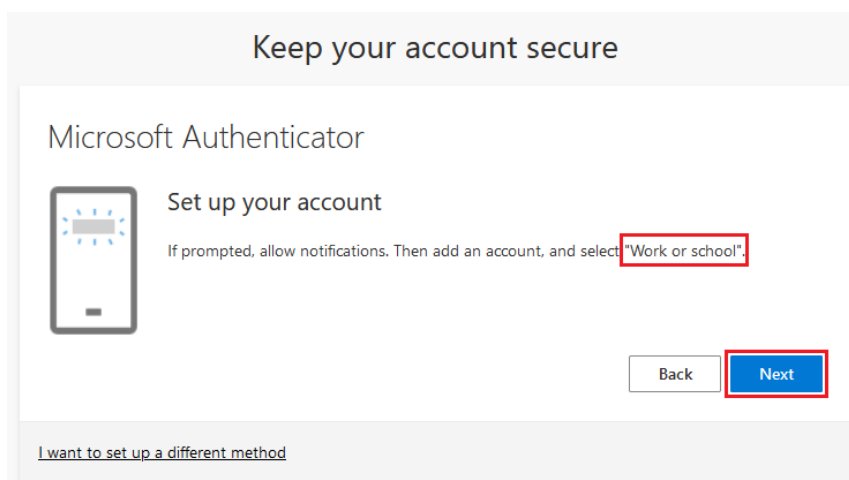 Keep your account secure
Microsoft Authenticator
Set up your account
If prompted, allow notifications. Then add an account, and select "Work or school".
Back Next
I want to set up a different method